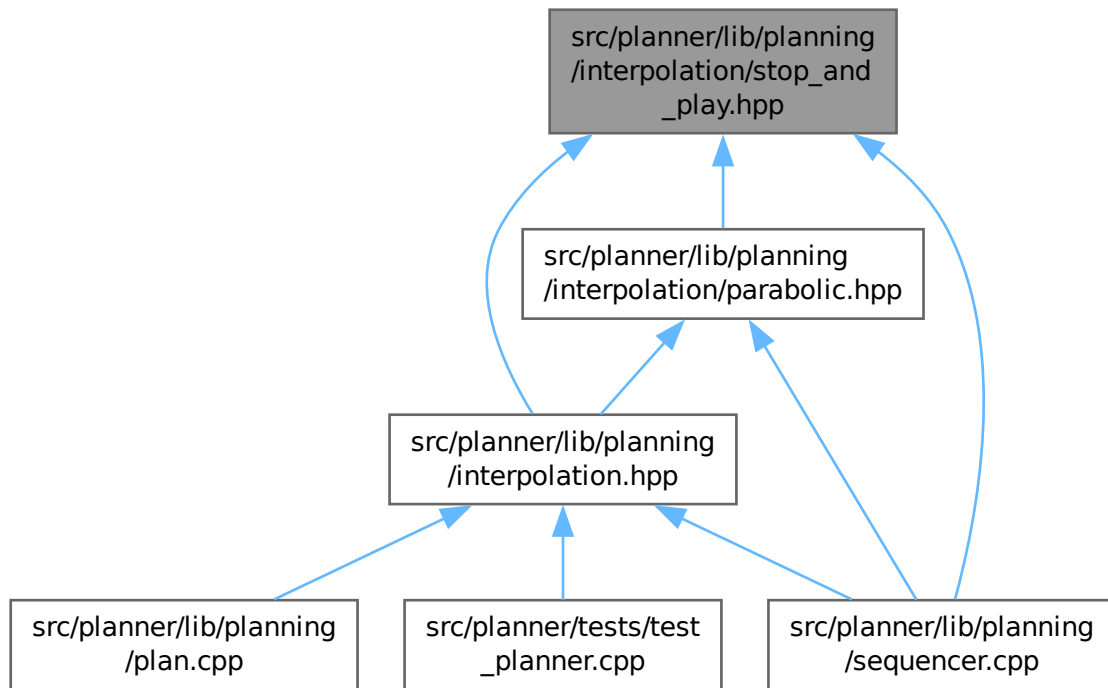 src/planner/lib/planning
/interpolation/stop_and
_play.hpp
src/planner/lib/planning
/interpolation/parabolic.hpp
src/planner/lib/planning
/interpolation.hpp
src/planner/lib/planning
/plan.cpp
src/planner/tests/test
_planner.cpp
src/planner/lib/planning
/sequencer.cpp